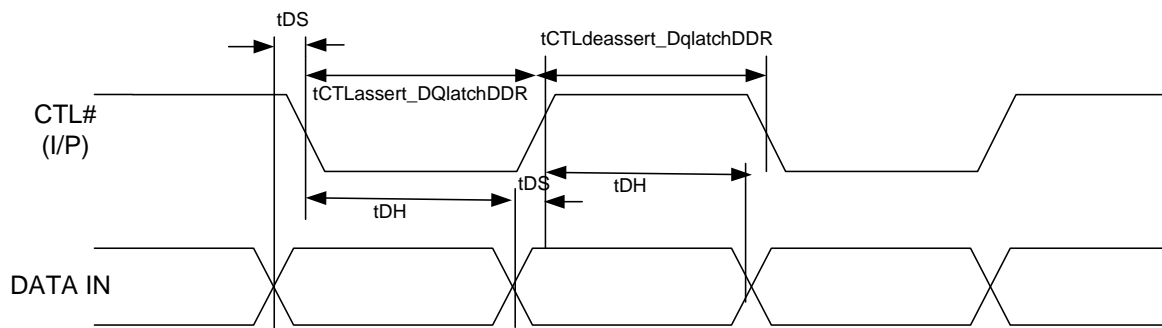 tDS
tCTLdeassert_DqlatchDDR
tCTLassert_DQlatchDDR
CTL#
(I/P)
tDS
tDH
tDH
DATA IN